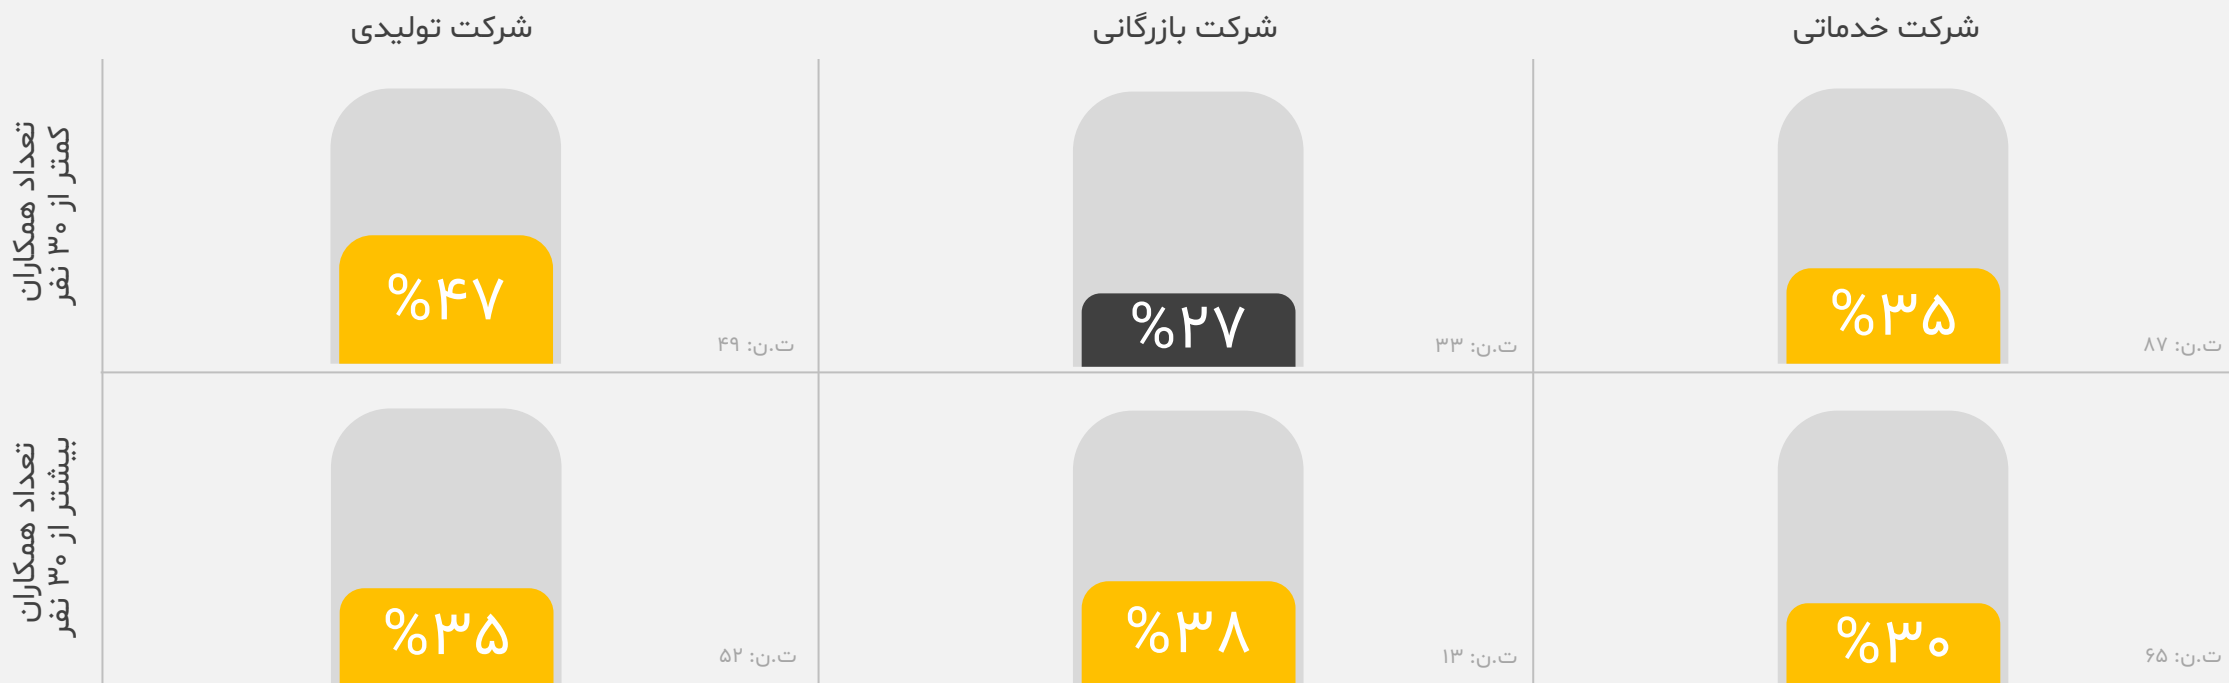 شرکت خدماتی
شرکت بازرگانی
شرکت تولیدی
تعداد همکاران
کمتر از ۳۰ نفر
%۳۵
ت.ن: ۸۷
%۲۷
ت.ن: ۳۳
%۴۷
ت.ن: ۴۹
تعداد همکاران
بیشتر از ۳۰ نفر
%۳۰
ت.ن: ۶۵
%۳۸
ت.ن: ۱۳
%۳۵
ت.ن: ۵۲